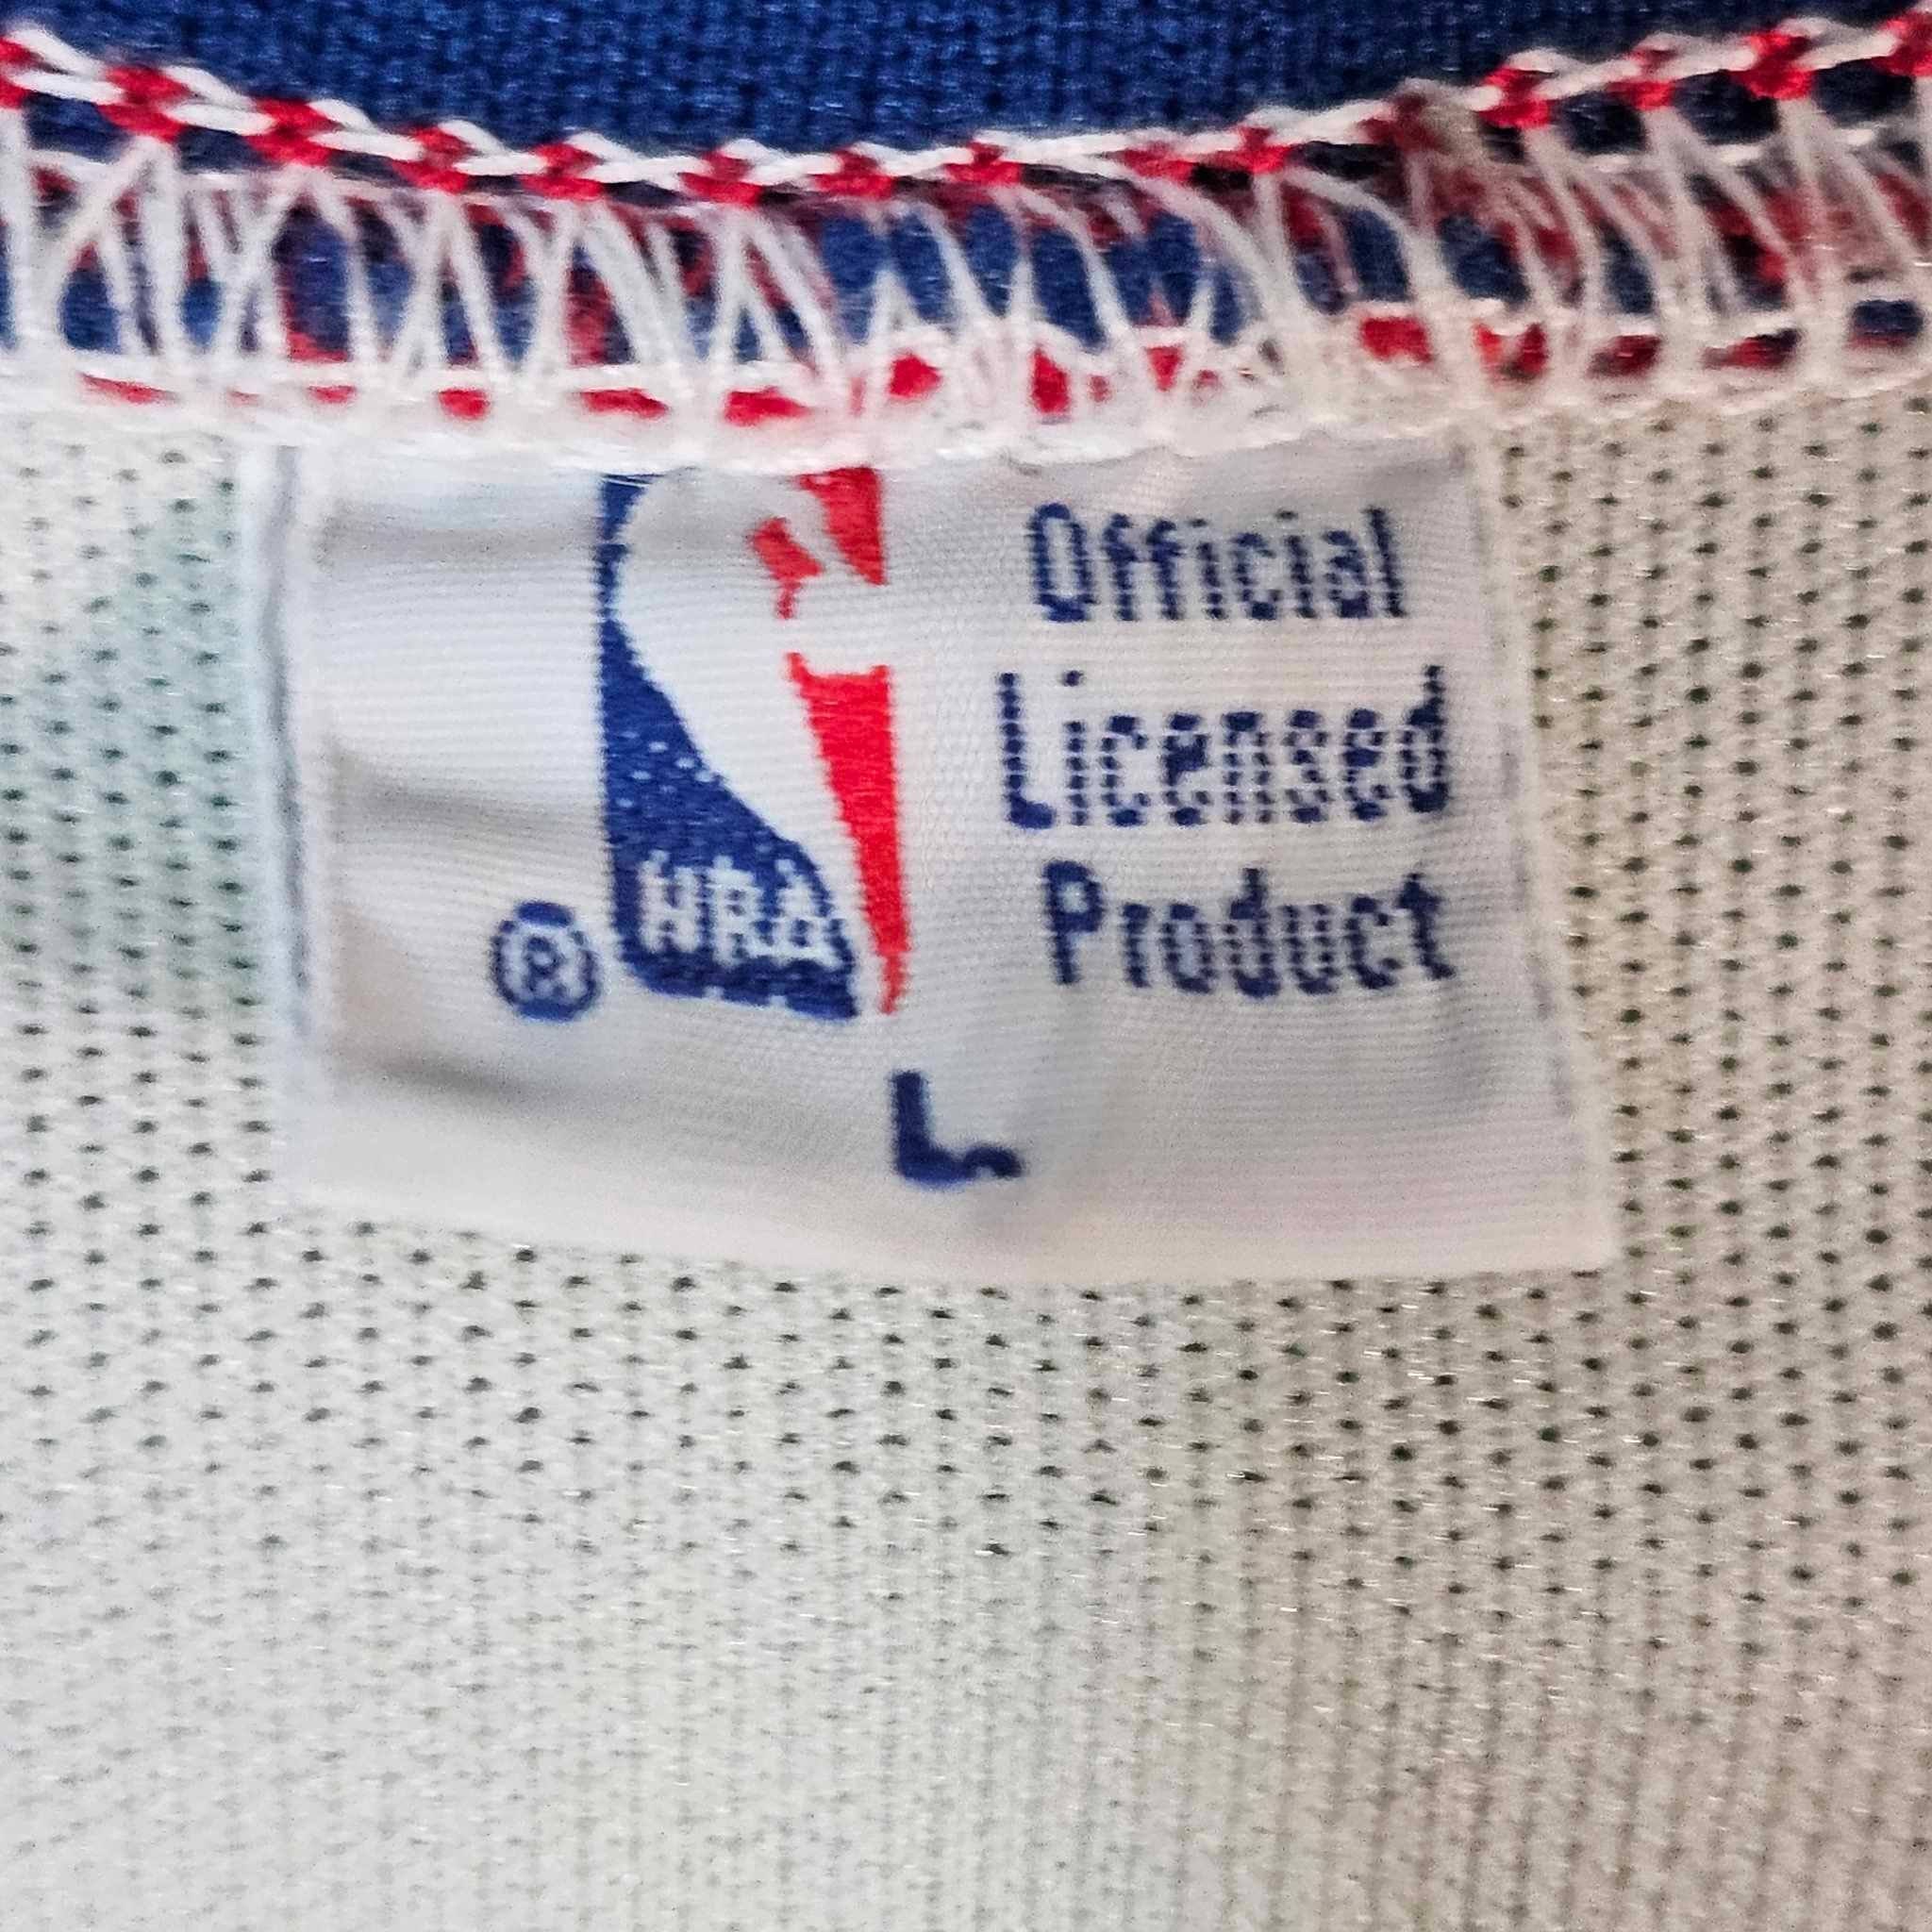 Official
Licensed
Product
® NBA
L